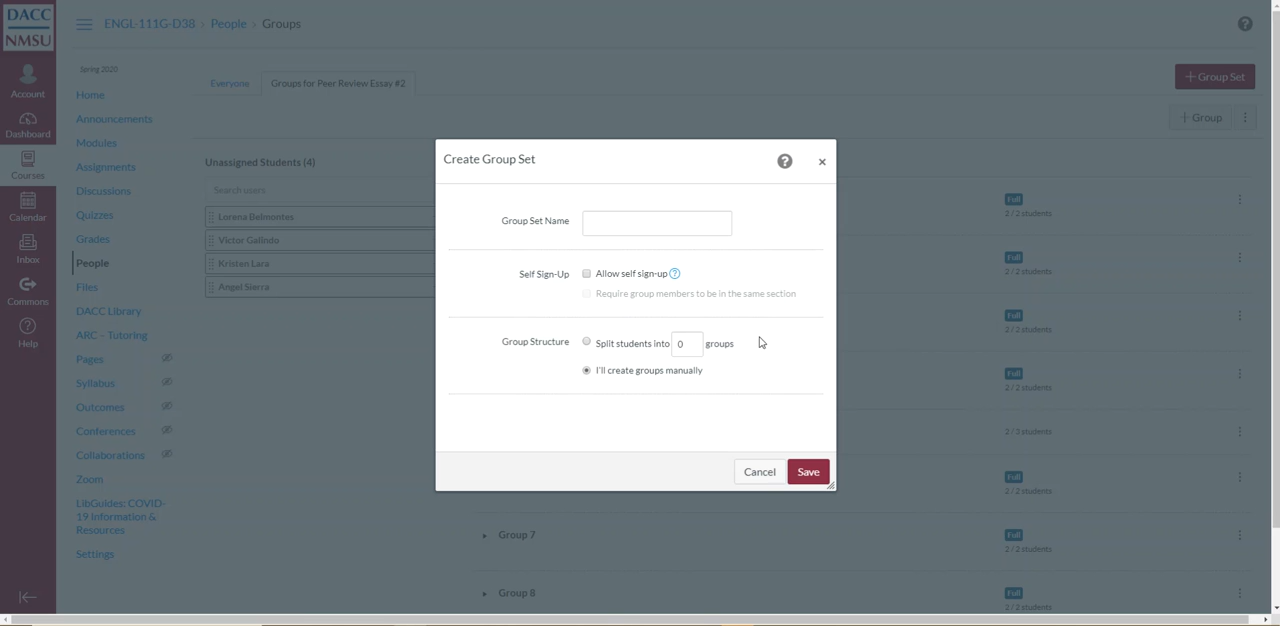 DACC
NMSU
ENGL-111G-D38 > People > Groups
Spring 2020
Account
Dashboard
Courses
Calendar
Inbox
Commons
Help
Home
Announcements
Modules
Assignments
Discussions
Quizzes
Grades
People
Files
DACC Library
ARC – Tutoring
Pages
Syllabus
Outcomes
Conferences
Collaborations
Zoom
LibGuides: COVID-
19 Information &
Resources
Settings
Everyone
Groups for Peer Review Essay #2
+ Group Set
+ Group
Unassigned Students (4)
Search users
Lorena Belmontes
Victor Galindo
Kristan Lara
Angel Sierra
Create Group Set
Group Set Name
Self Sign-Up
Allow self sign-up
Require group members to be in the same section
Group Structure
Split students into 0 groups
I'll create groups manually
Cancel
Save
Full
2 / 2 students
Full
2 / 2 students
Full
2 / 2 students
Full
2 / 2 students
2 / 3 students
Full
2 / 2 students
Group 7
Full
2 / 2 students
Group 8
Full
2 / 2 students